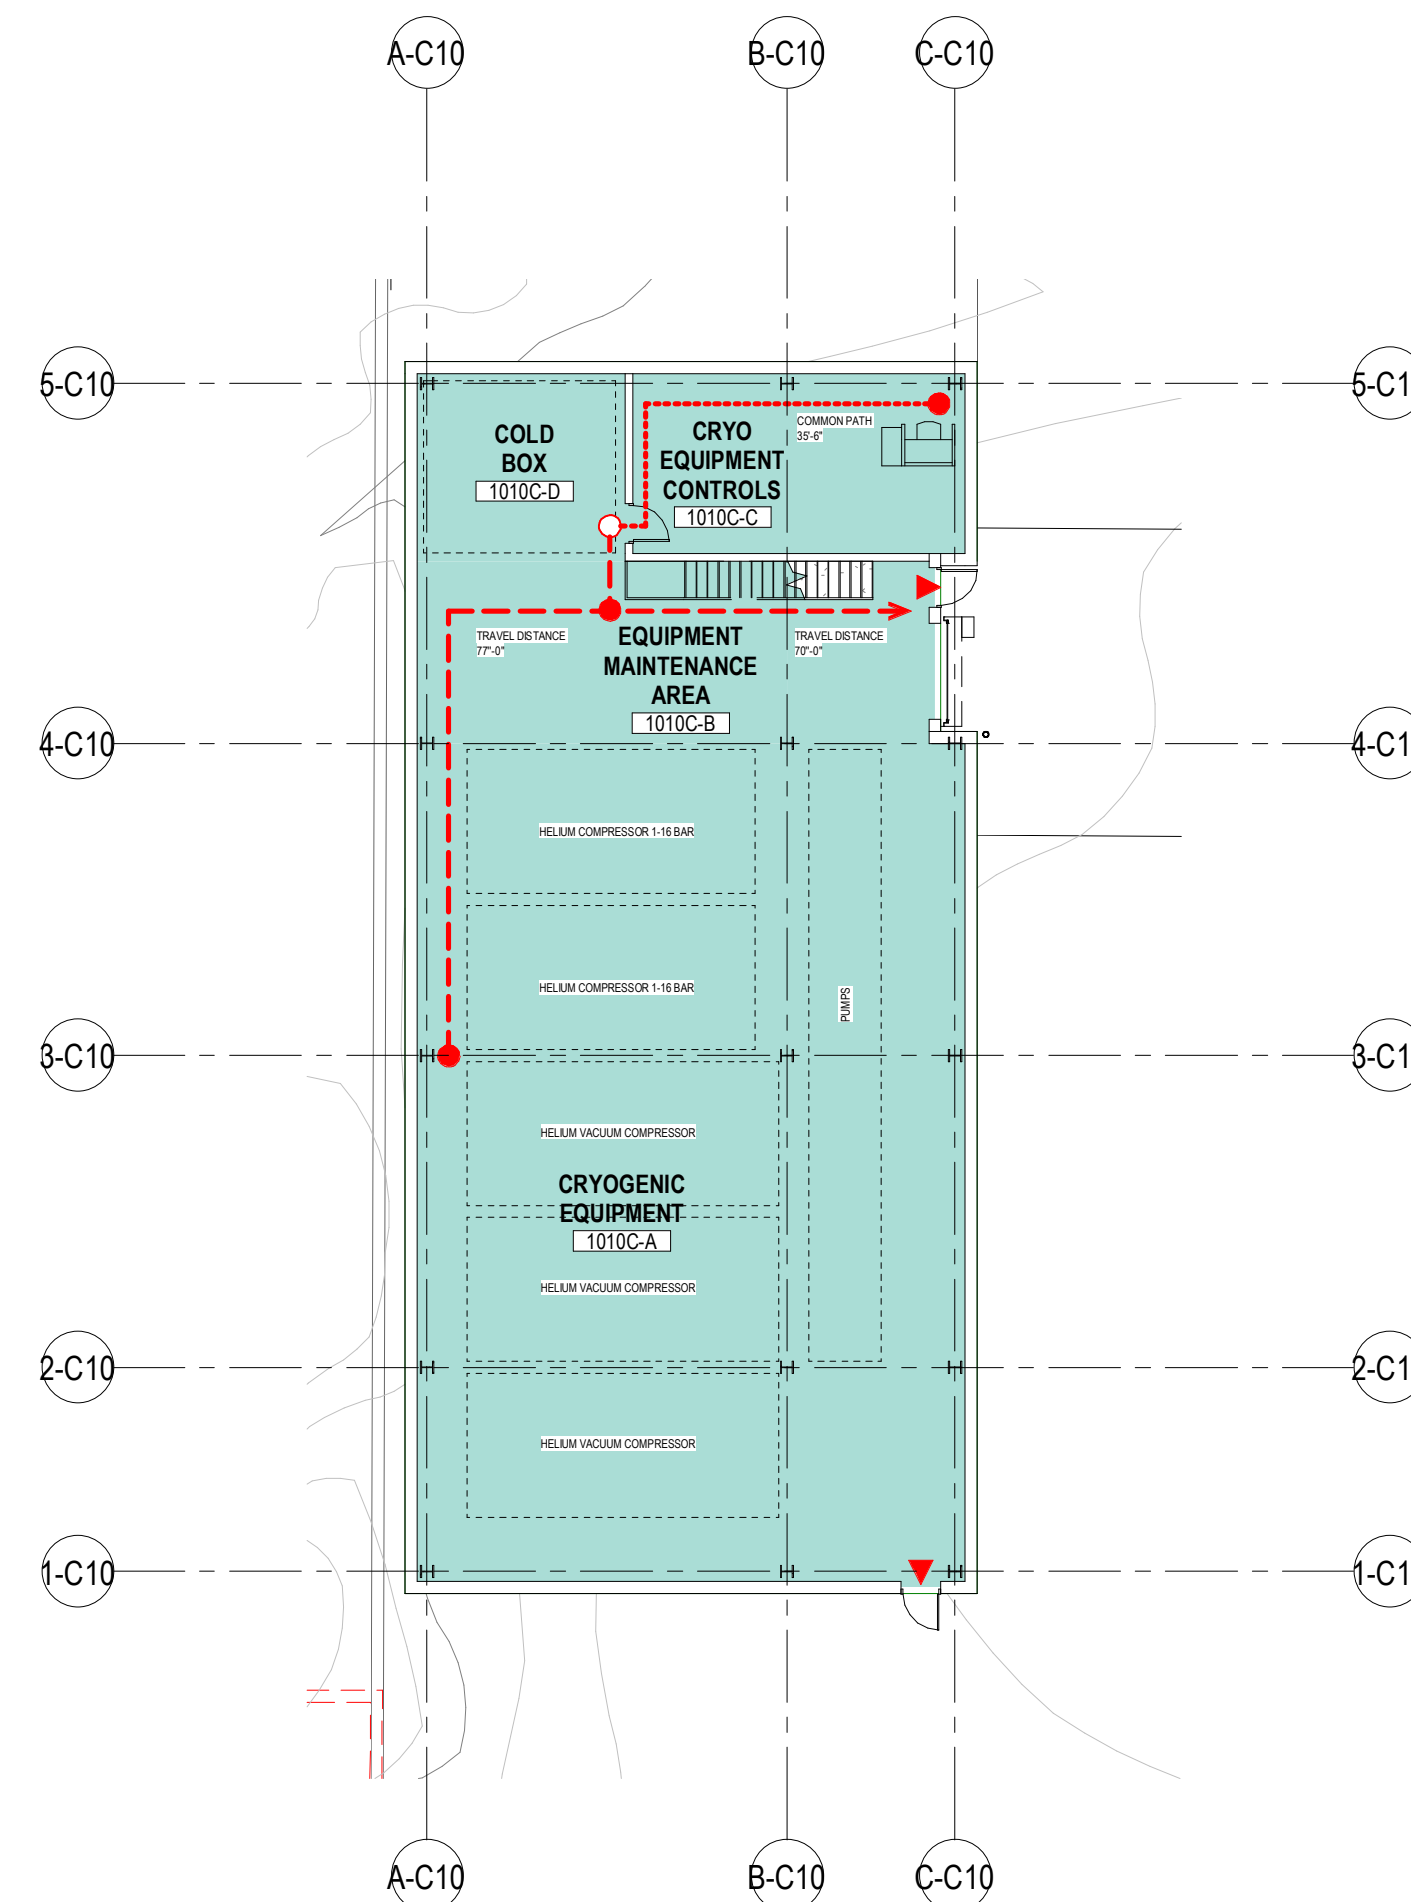 A-C10
B-C10
C-C10
5-C10
5-C1
COLD
BOX
1010C-D
CRYO
EQUIPMENT
CONTROLS
1010C-C
COMMON PATH
35'-6"
TRAVEL DISTANCE
77'-0"
EQUIPMENT
MAINTENANCE
AREA
1010C-B
TRAVEL DISTANCE
70'-0"
4-C10
4-C1
HELIUM COMPRESSOR 1-16 BAR
HELIUM COMPRESSOR 1-16 BAR
PUMPS
3-C10
3-C1
HELIUM VACUUM COMPRESSOR
CRYOGENIC
EQUIPMENT
1010C-A
HELIUM VACUUM COMPRESSOR
2-C10
2-C1
HELIUM VACUUM COMPRESSOR
1-C10
1-C1
A-C10
B-C10
C-C10